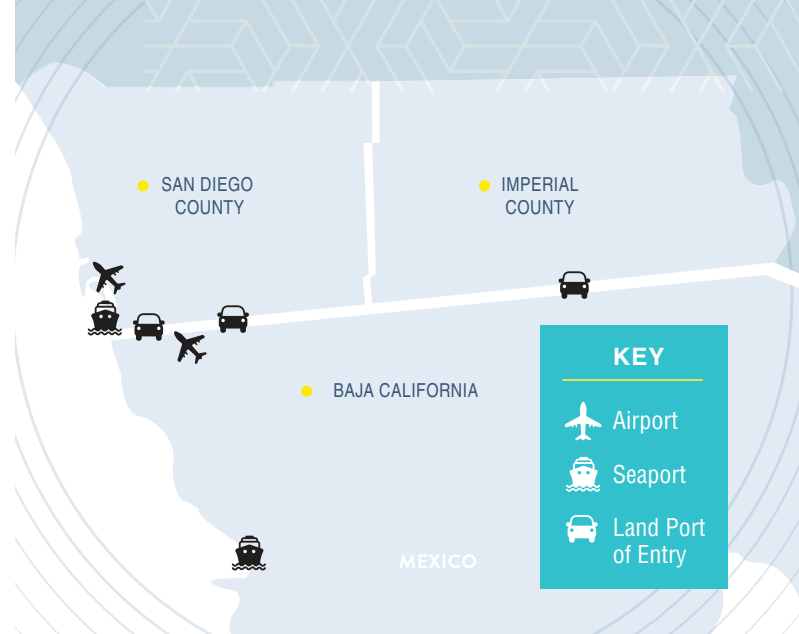 SAN DIEGO
COUNTY
IMPERIAL
COUNTY
BAJA CALIFORNIA
MEXICO
KEY
Airport
Seaport
Land Port
of Entry